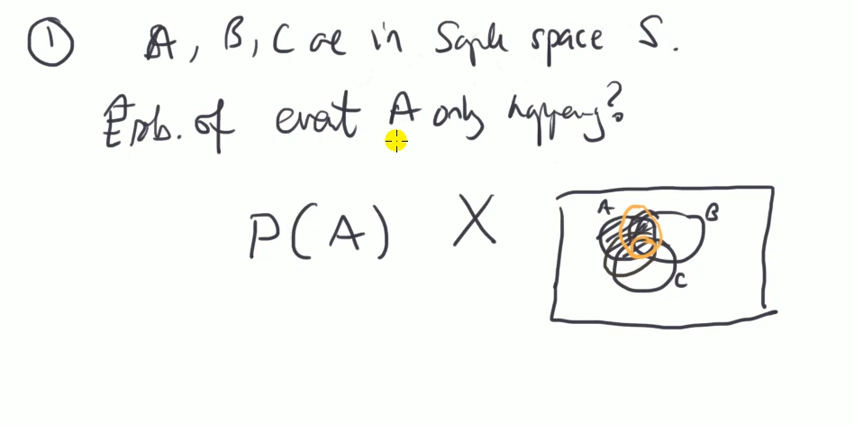 ① A, B, C are in Sample space S.
Prob. of event A only happening?
P(A) X
A B
C